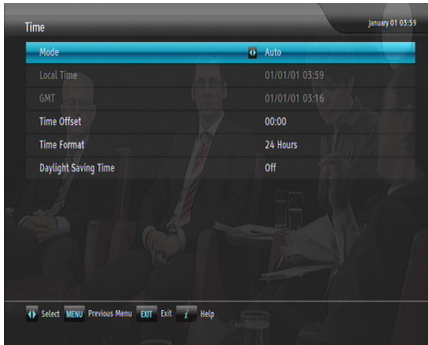 Time January 01 03:59
Mode Auto
Local Time 01/01/01 03:59
GMT 01/01/01 03:16
Time Offset 00:00
Time Format 24 Hours
Daylight Saving Time Off
Select MENU Previous Menu EXIT Exit i Help